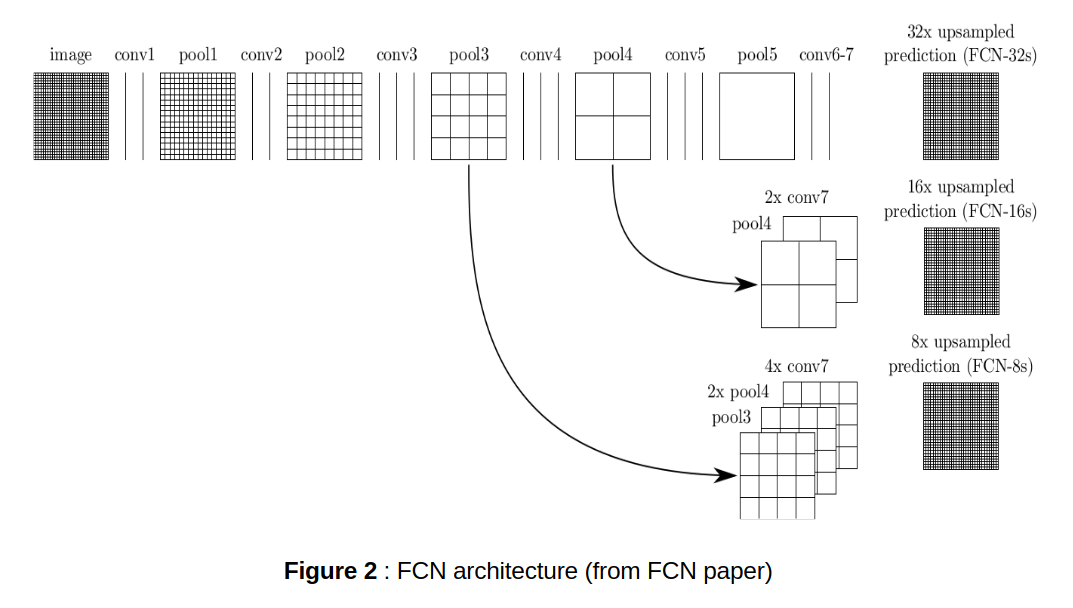 image conv1 pool1 conv2 pool2 conv3 pool3 conv4 pool4 conv5 pool5 conv6-7
32x upsampled
prediction (FCN-32s)
2x conv7
pool4
16x upsampled
prediction (FCN-16s)
4x conv7
2x pool4
pool3
8x upsampled
prediction (FCN-8s)
Figure 2 : FCN architecture (from FCN paper)